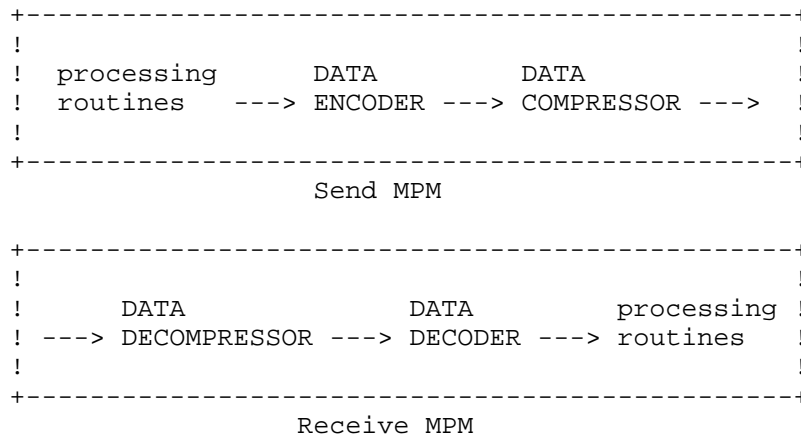 +------------------------------------------------+
!                                                !
!  processing      DATA         DATA             !
!  routines   ---> ENCODER ---> COMPRESSOR --->  !
!                                                !
+------------------------------------------------+
                   Send MPM
+------------------------------------------------+
!                                                !
!      DATA              DATA         processing !
! ---> DECOMPRESSOR ---> DECODER ---> routines   !
!                                                !
+------------------------------------------------+
                  Receive MPM